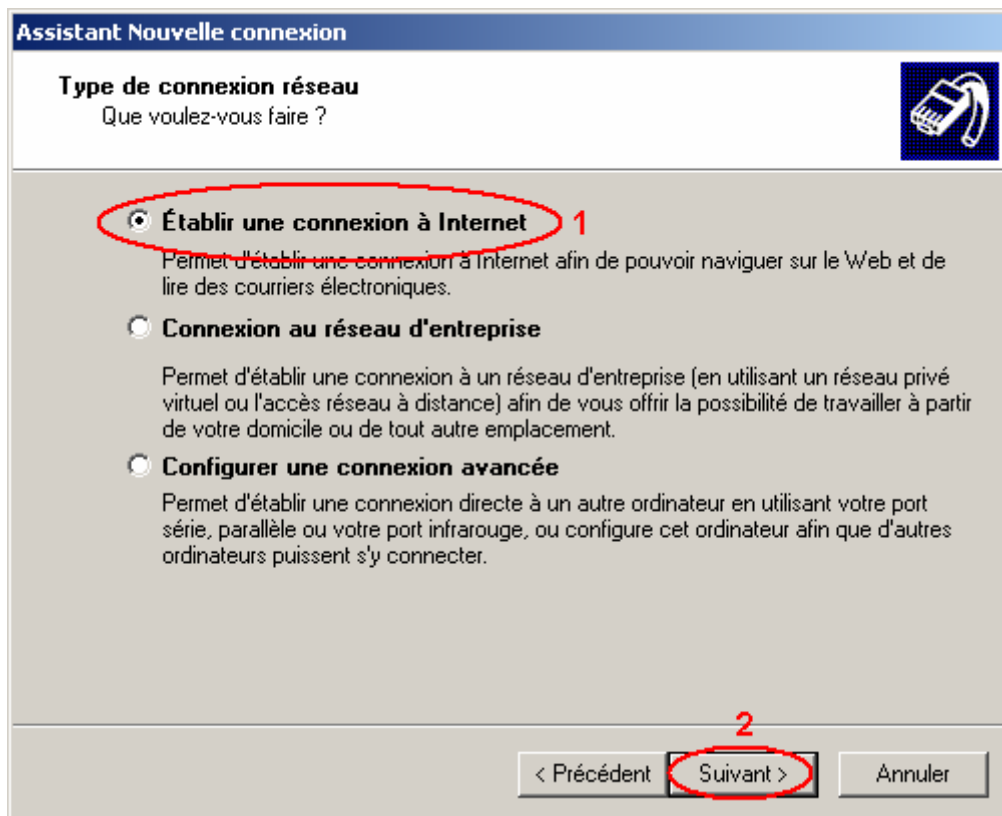 Assistant Nouvelle connexion
Type de connexion réseau
Que voulez-vous faire ?
Établir une connexion à Internet 1
Permet d'établir une connexion à Internet afin de pouvoir naviguer sur le Web et de
lire des courriers électroniques.
Connexion au réseau d'entreprise
Permet d'établir une connexion à un réseau d'entreprise (en utilisant un réseau privé
virtuel ou l'accès réseau à distance) afin de vous offrir la possibilité de travailler à partir
de votre domicile ou de tout autre emplacement.
Configurer une connexion avancée
Permet d'établir une connexion directe à un autre ordinateur en utilisant votre port
série, parallèle ou votre port infrarouge, ou configure cet ordinateur afin que d'autres
ordinateurs puissent s'y connecter.
2
< Précédent Suivant > Annuler